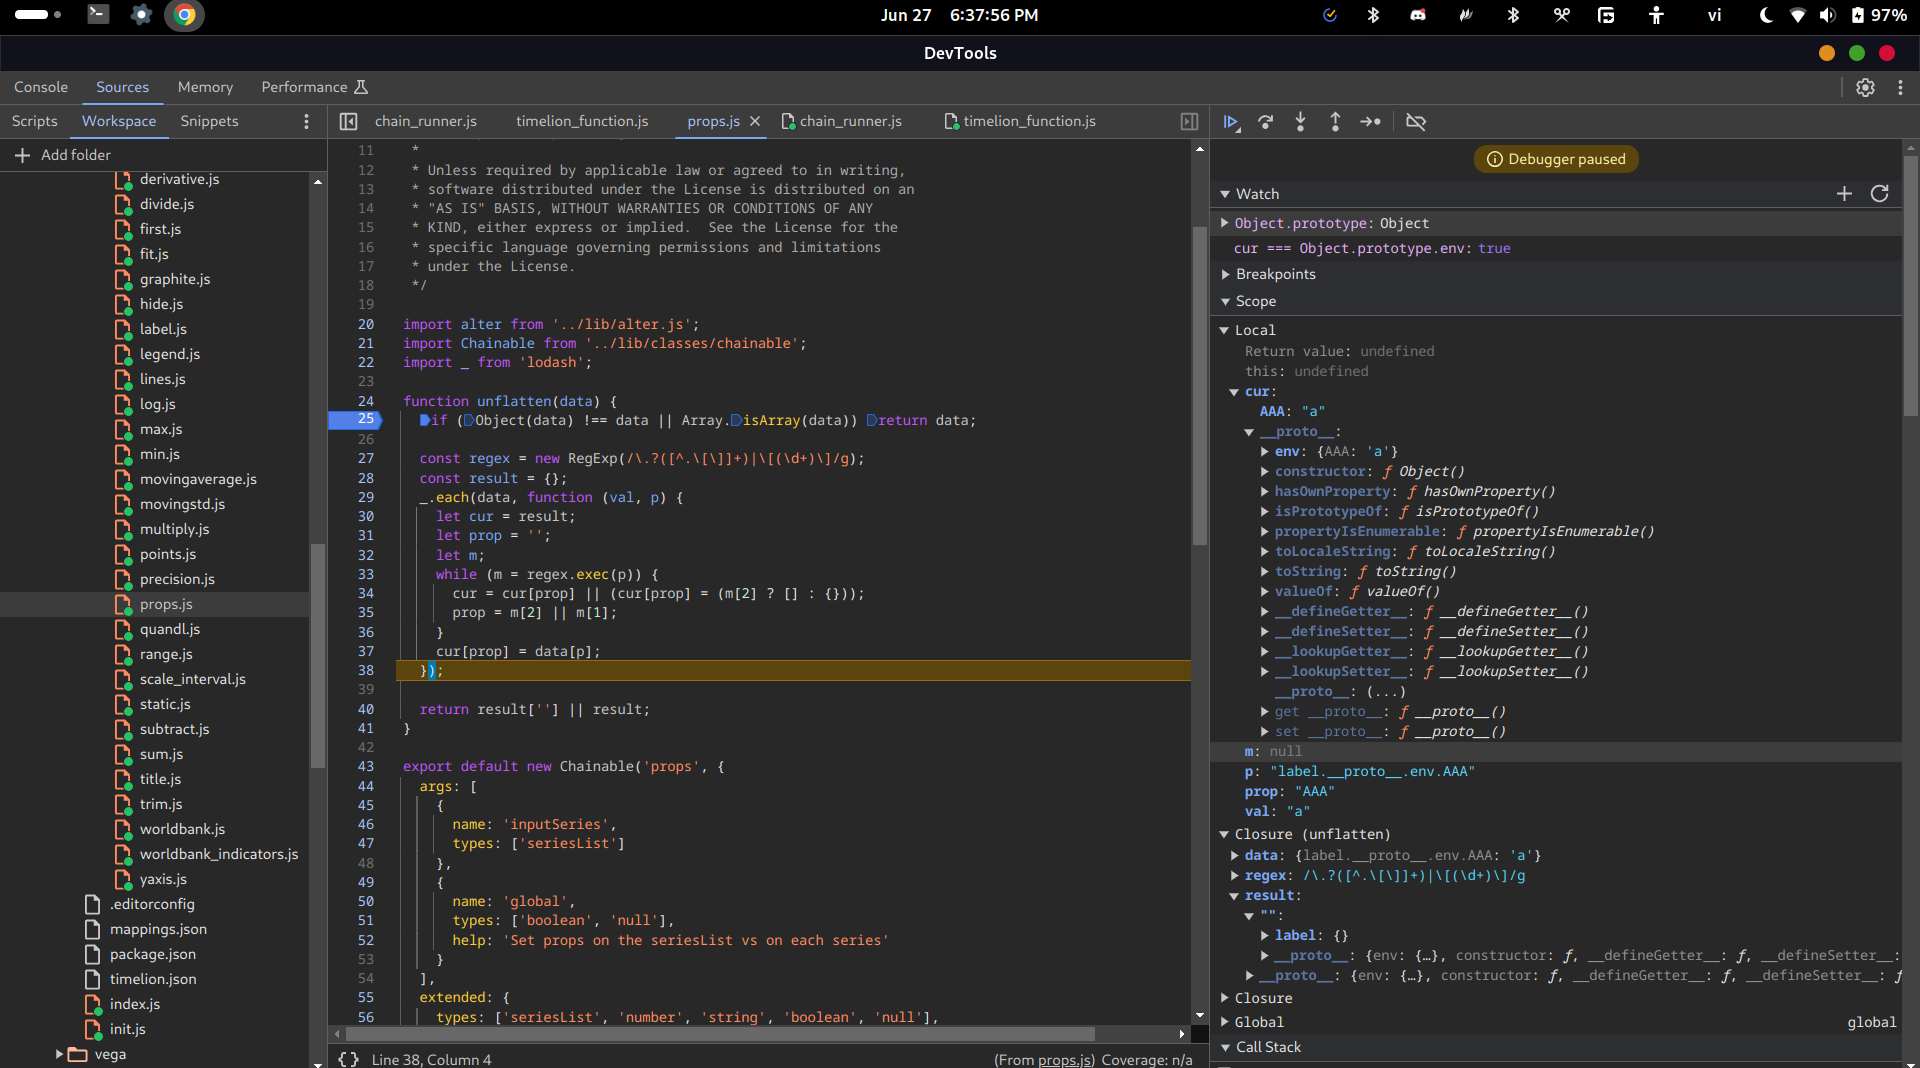 Jun 27 6:37:56 PM
vi
97%
DevTools
Console
Sources
Memory
Performance
Scripts
Workspace
Snippets
Add folder
derivative.js
divide.js
first.js
fit.js
graphite.js
hide.js
label.js
legend.js
lines.js
log.js
max.js
min.js
movingaverage.js
movingstd.js
multiply.js
points.js
precision.js
props.js
quandl.js
range.js
scale_interval.js
static.js
subtract.js
sum.js
title.js
trim.js
worldbank.js
worldbank_indicators.js
yaxis.js
.editorconfig
mappings.json
package.json
timelion.json
index.js
init.js
vega
chain_runner.js
timelion_function.js
props.js
chain_runner.js
timelion_function.js
11 *
12 * Unless required by applicable law or agreed to in writing,
13 * software distributed under the License is distributed on an
14 * "AS IS" BASIS, WITHOUT WARRANTIES OR CONDITIONS OF ANY
15 * KIND, either express or implied.  See the License for the
16 * specific language governing permissions and limitations
17 * under the License.
18 */
19
20 import alter from '../lib/alter.js';
21 import Chainable from '../lib/classes/chainable';
22 import _ from 'lodash';
23
24 function unflatten(data) {
25 if (Object(data) !== data || Array.isArray(data)) return data;
26
27 const regex = new RegExp(/\.?([^.\[\]]+)|\[(\d+)\]/g);
28 const result = {};
29 _.each(data, function (val, p) {
30 let cur = result;
31 let prop = '';
32 let m;
33 while (m = regex.exec(p)) {
34 cur = cur[prop] || (cur[prop] = (m[2] ? [] : {}));
35 prop = m[2] || m[1];
36 }
37 cur[prop] = data[p];
38 });
39
40 return result[''] || result;
41 }
42
43 export default new Chainable('props', {
44 args: [
45 {
46 name: 'inputSeries',
47 types: ['seriesList']
48 },
49 {
50 name: 'global',
51 types: ['boolean', 'null'],
52 help: 'Set props on the seriesList vs on each series'
53 }
54 ],
55 extended: {
56 types: ['seriesList', 'number', 'string', 'boolean', 'null'],
{} Line 38, Column 4
(From props.js) Coverage: n/a
Debugger paused
Watch
Object.prototype: Object
cur === Object.prototype.env: true
Breakpoints
Scope
Local
Return value: undefined
this: undefined
cur:
AAA: "a"
__proto__:
env: {AAA: 'a'}
constructor: ƒ Object()
hasOwnProperty: ƒ hasOwnProperty()
isPrototypeOf: ƒ isPrototypeOf()
propertyIsEnumerable: ƒ propertyIsEnumerable()
toLocaleString: ƒ toLocaleString()
toString: ƒ toString()
valueOf: ƒ valueOf()
__defineGetter__: ƒ __defineGetter__()
__defineSetter__: ƒ __defineSetter__()
__lookupGetter__: ƒ __lookupGetter__()
__lookupSetter__: ƒ __lookupSetter__()
__proto__: (...)
get __proto__: ƒ __proto__()
set __proto__: ƒ __proto__()
m: null
p: "label.__proto__.env.AAA"
prop: "AAA"
val: "a"
Closure (unflatten)
data: {label.__proto__.env.AAA: 'a'}
regex: /\.?([^.\[\]]+)|\[(\d+)\]/g
result:
"":
label: {}
__proto__: {env: {…}, constructor: ƒ, __defineGetter__: ƒ, __defineSetter__:
__proto__: {env: {…}, constructor: ƒ, __defineGetter__: ƒ, __defineSetter__: ƒ
Closure
Global
global
Call Stack